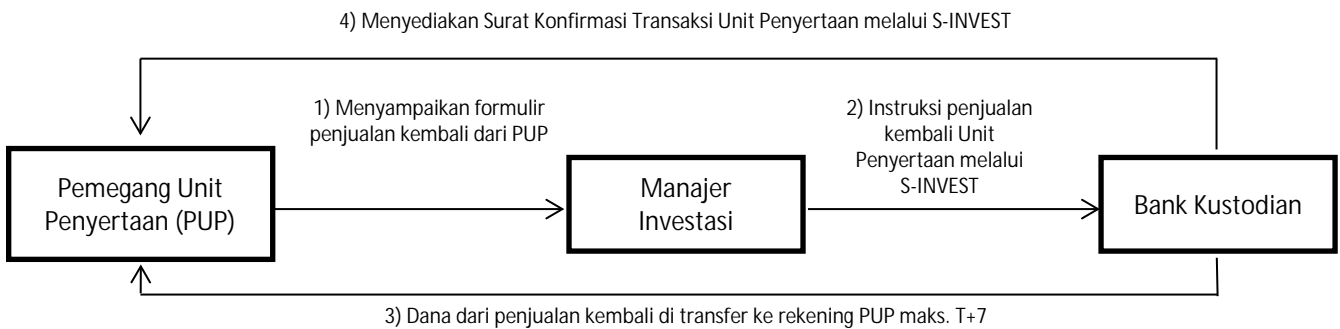 4) Menyediakan Surat Konfirmasi Transaksi Unit Penyertaan melalui S-INVEST
1) Menyampaikan formulir
penjualan kembali dari PUP
2) Instruksi penjualan
kembali Unit
Penyertaan melalui
S-INVEST
Pemegang Unit
Penyertaan (PUP)
Manajer
Investasi
Bank Kustodian
3) Dana dari penjualan kembali di transfer ke rekening PUP maks. T+7